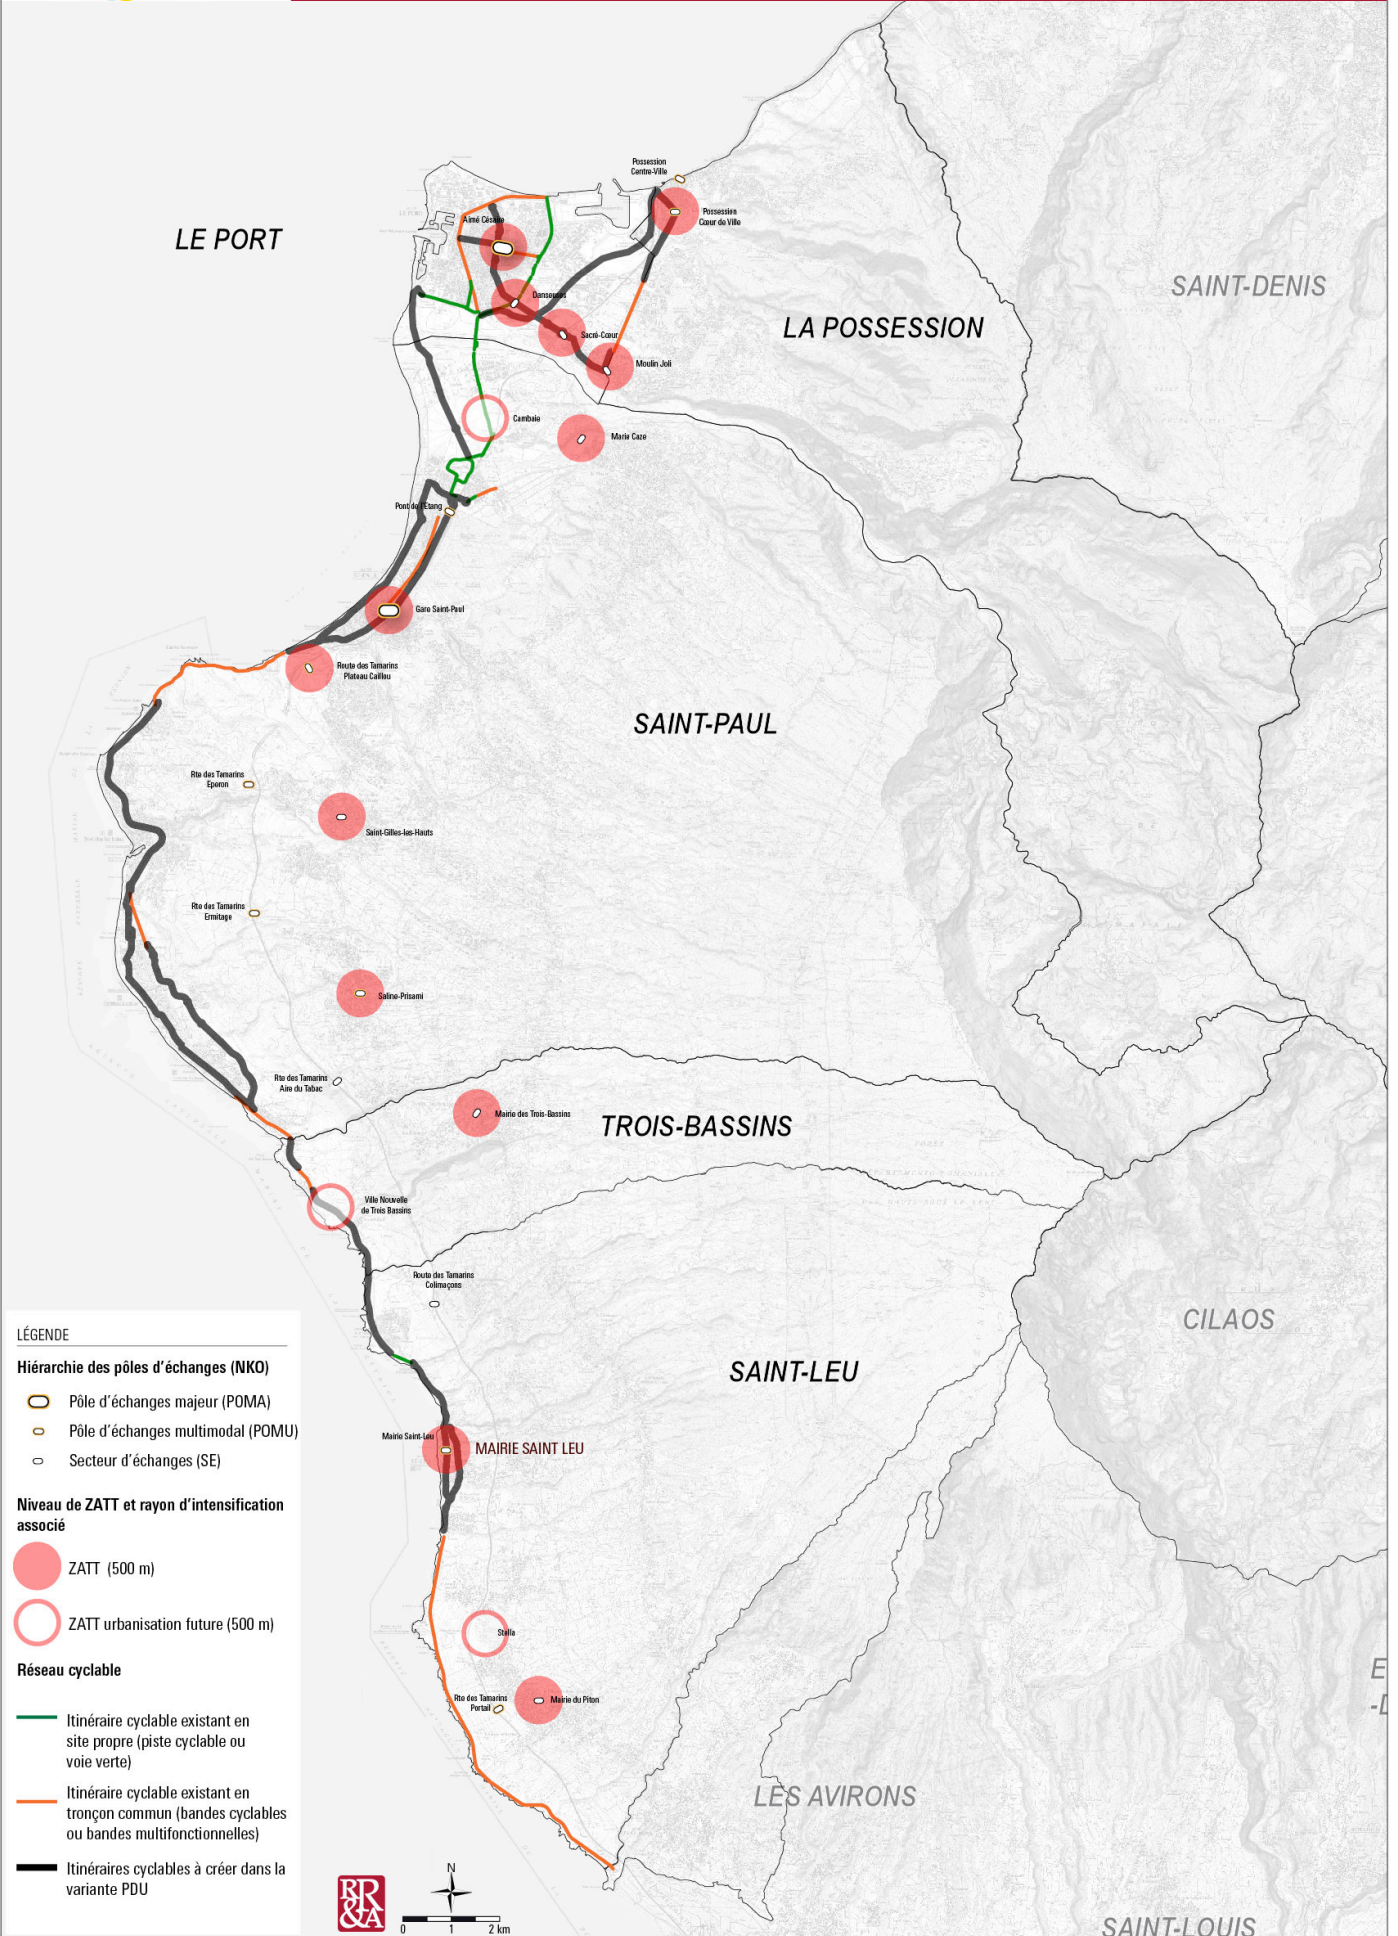 Possession
Centre-Ville
Possession
Cœur de Ville
Aimé Césaire
LE PORT
SAINT-DENIS
Danseuses
LA POSSESSION
Sacré-Cœur
Moulin Joli
Cambaie
Marie Caze
Pont de l'Etang
Gare Saint-Paul
Route des Tamarins
Plateau Caillou
SAINT-PAUL
Rte des Tamarins
Eperon
Saint-Gilles-les-Hauts
Rte des Tamarins
Ermitage
Saline-Prisami
Rte des Tamarins
Aire du Tabac
Mairie des Trois-Bassins
TROIS-BASSINS
Ville Nouvelle
de Trois Bassins
Route des Tamarins
Colimaçons
CILAOS
SAINT-LEU
Mairie Saint-Leu
MAIRIE SAINT LEU
Stella
Rte des Tamarins
Portail
Mairie du Piton
LES AVIRONS
SAINT-LOUIS
E
-D
LÉGENDE
Hiérarchie des pôles d'échanges (NKO)
Pôle d'échanges majeur (POMA)
Pôle d'échanges multimodal (POMU)
Secteur d'échanges (SE)
Niveau de ZATT et rayon d'intensification
associé
ZATT (500 m)
ZATT urbanisation future (500 m)
Réseau cyclable
Itinéraire cyclable existant en
site propre (piste cyclable ou
voie verte)
Itinéraire cyclable existant en
tronçon commun (bandes cyclables
ou bandes multifonctionnelles)
Itinéraires cyclables à créer dans la
variante PDU
RR
&A
N
0 1 2 km